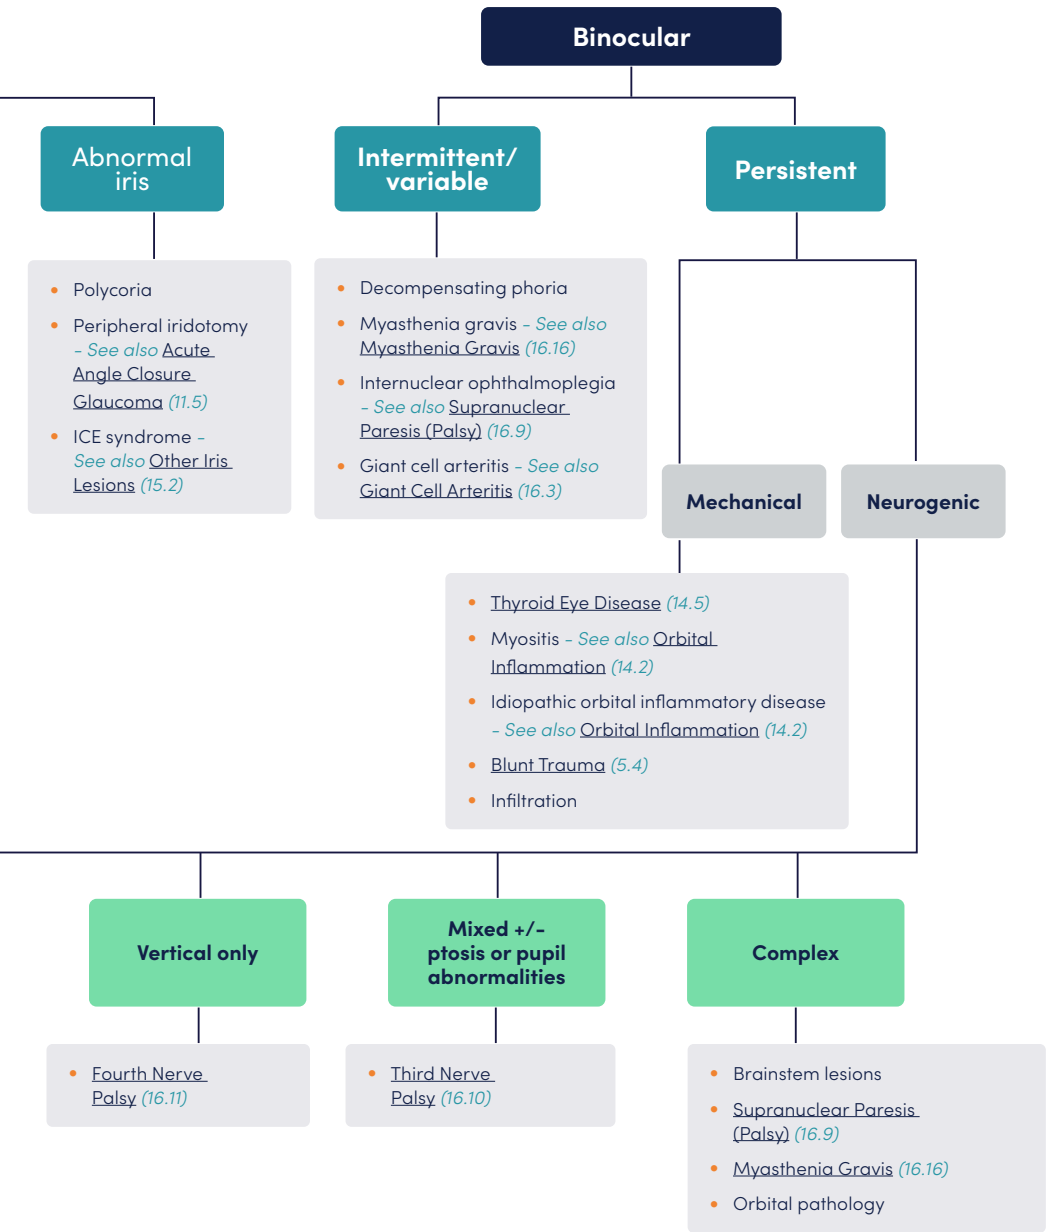 Binocular
Abnormal
iris
Intermittent/
variable
Persistent
• Polycoria
• Peripheral iridotomy
- See also Acute
Angle Closure
Glaucoma (11.5)
• ICE syndrome -
See also Other Iris
Lesions (15.2)
• Decompensating phoria
• Myasthenia gravis - See also
Myasthenia Gravis (16.16)
• Internuclear ophthalmoplegia
- See also Supranuclear
Paresis (Palsy) (16.9)
• Giant cell arteritis - See also
Giant Cell Arteritis (16.3)
Mechanical
Neurogenic
• Thyroid Eye Disease (14.5)
• Myositis - See also Orbital
Inflammation (14.2)
• Idiopathic orbital inflammatory disease
- See also Orbital Inflammation (14.2)
• Blunt Trauma (5.4)
• Infiltration
Vertical only
Mixed +/-
ptosis or pupil
abnormalities
Complex
• Fourth Nerve
Palsy (16.11)
• Third Nerve
Palsy (16.10)
• Brainstem lesions
• Supranuclear Paresis
(Palsy) (16.9)
• Myasthenia Gravis (16.16)
• Orbital pathology